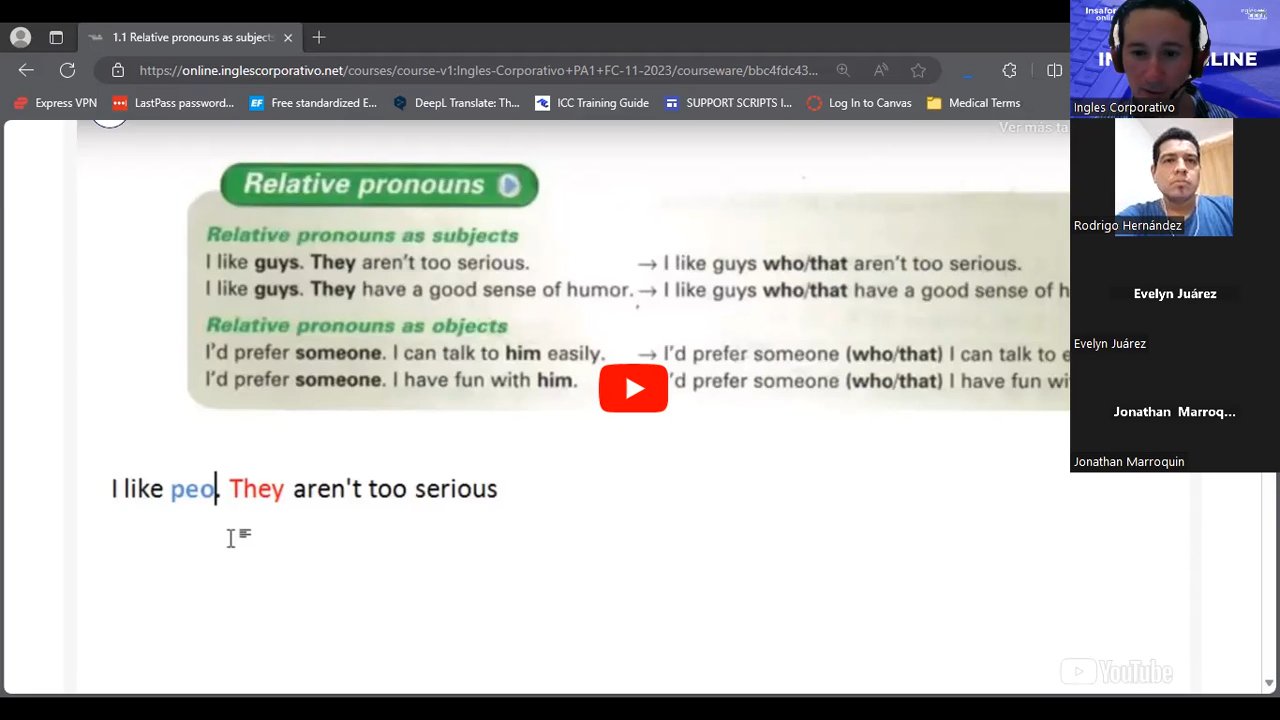 1.1 Relative pronouns as subject
https://online.inglescorporativo.net/courses/course-v1:Ingles-Corporativo+PA1+FC-11-2023/courseware/bbc4fdc43...
Express VPN
LastPass password...
Free standardized E...
DeepL Translate: Th...
ICC Training Guide
SUPPORT SCRIPTS I...
Log In to Canvas
Medical Terms
Ver más ta
Relative pronouns
Relative pronouns as subjects
I like guys. They aren't too serious. → I like guys who/that aren't too serious.
I like guys. They have a good sense of humor. → I like guys who/that have a good sense of h
Relative pronouns as objects
I'd prefer someone. I can talk to him easily. → I'd prefer someone (who/that) I can talk to e
I'd prefer someone. I have fun with him. 'd prefer someone (who/that) I have fun wi
I like peo. They aren't too serious
YouTube
Insafor
online
LINE
Ingles Corporativo
Rodrigo Hernández
Evelyn Juárez
Evelyn Juárez
Jonathan Marroq...
Jonathan Marroquin